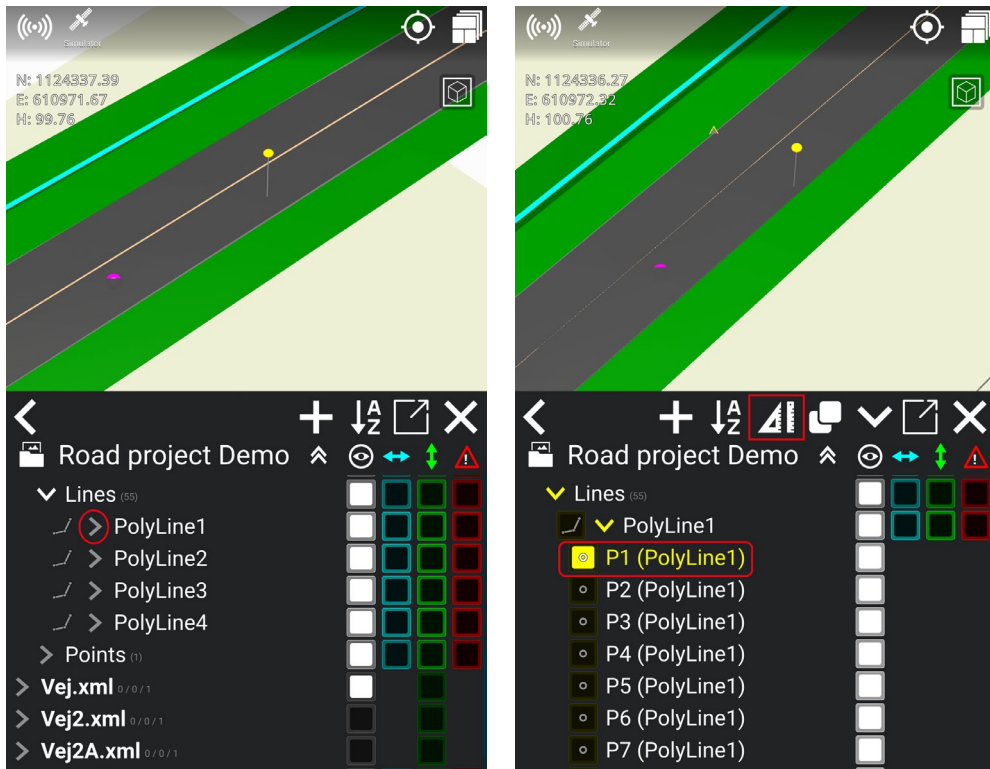 Simulator
N: 1124337.39
E: 610971.67
H: 99.76
A
Z
Road project Demo
Lines (55)
PolyLine1
PolyLine2
PolyLine3
PolyLine4
Points (1)
Vej.xml 0/0/1
Vej2.xml 0/0/1
Vej2A.xml 0/0/1
Simulator
N: 1124336.27
E: 610972.32
H: 100.76
A
Z
Road project Demo
Lines (55)
PolyLine1
P1 (PolyLine1)
P2 (PolyLine1)
P3 (PolyLine1)
P4 (PolyLine1)
P5 (PolyLine1)
P6 (PolyLine1)
P7 (PolyLine1)